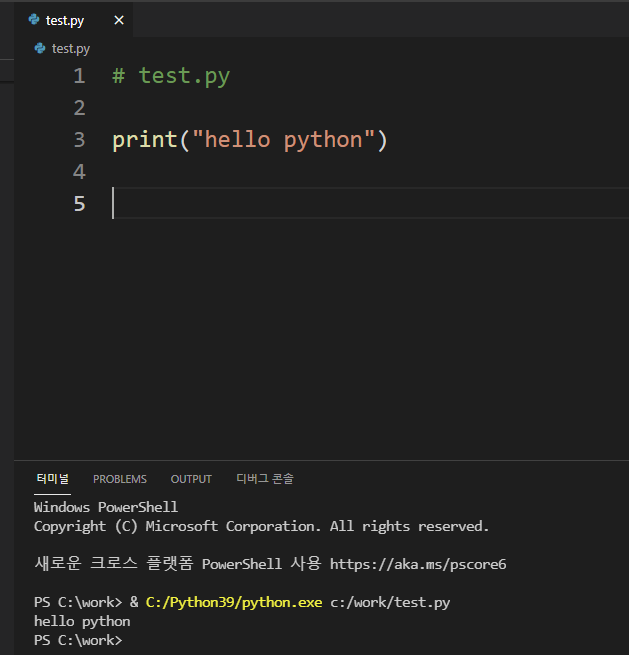 test.py ×
test.py
1 # test.py
2
3 print("hello python")
4
5
터미널 PROBLEMS OUTPUT 디버그 콘솔
Windows PowerShell
Copyright (C) Microsoft Corporation. All rights reserved.
새로운 크로스 플랫폼 PowerShell 사용 https://aka.ms/pscore6
PS C:\work> & C:/Python39/python.exe c:/work/test.py
hello python
PS C:\work>